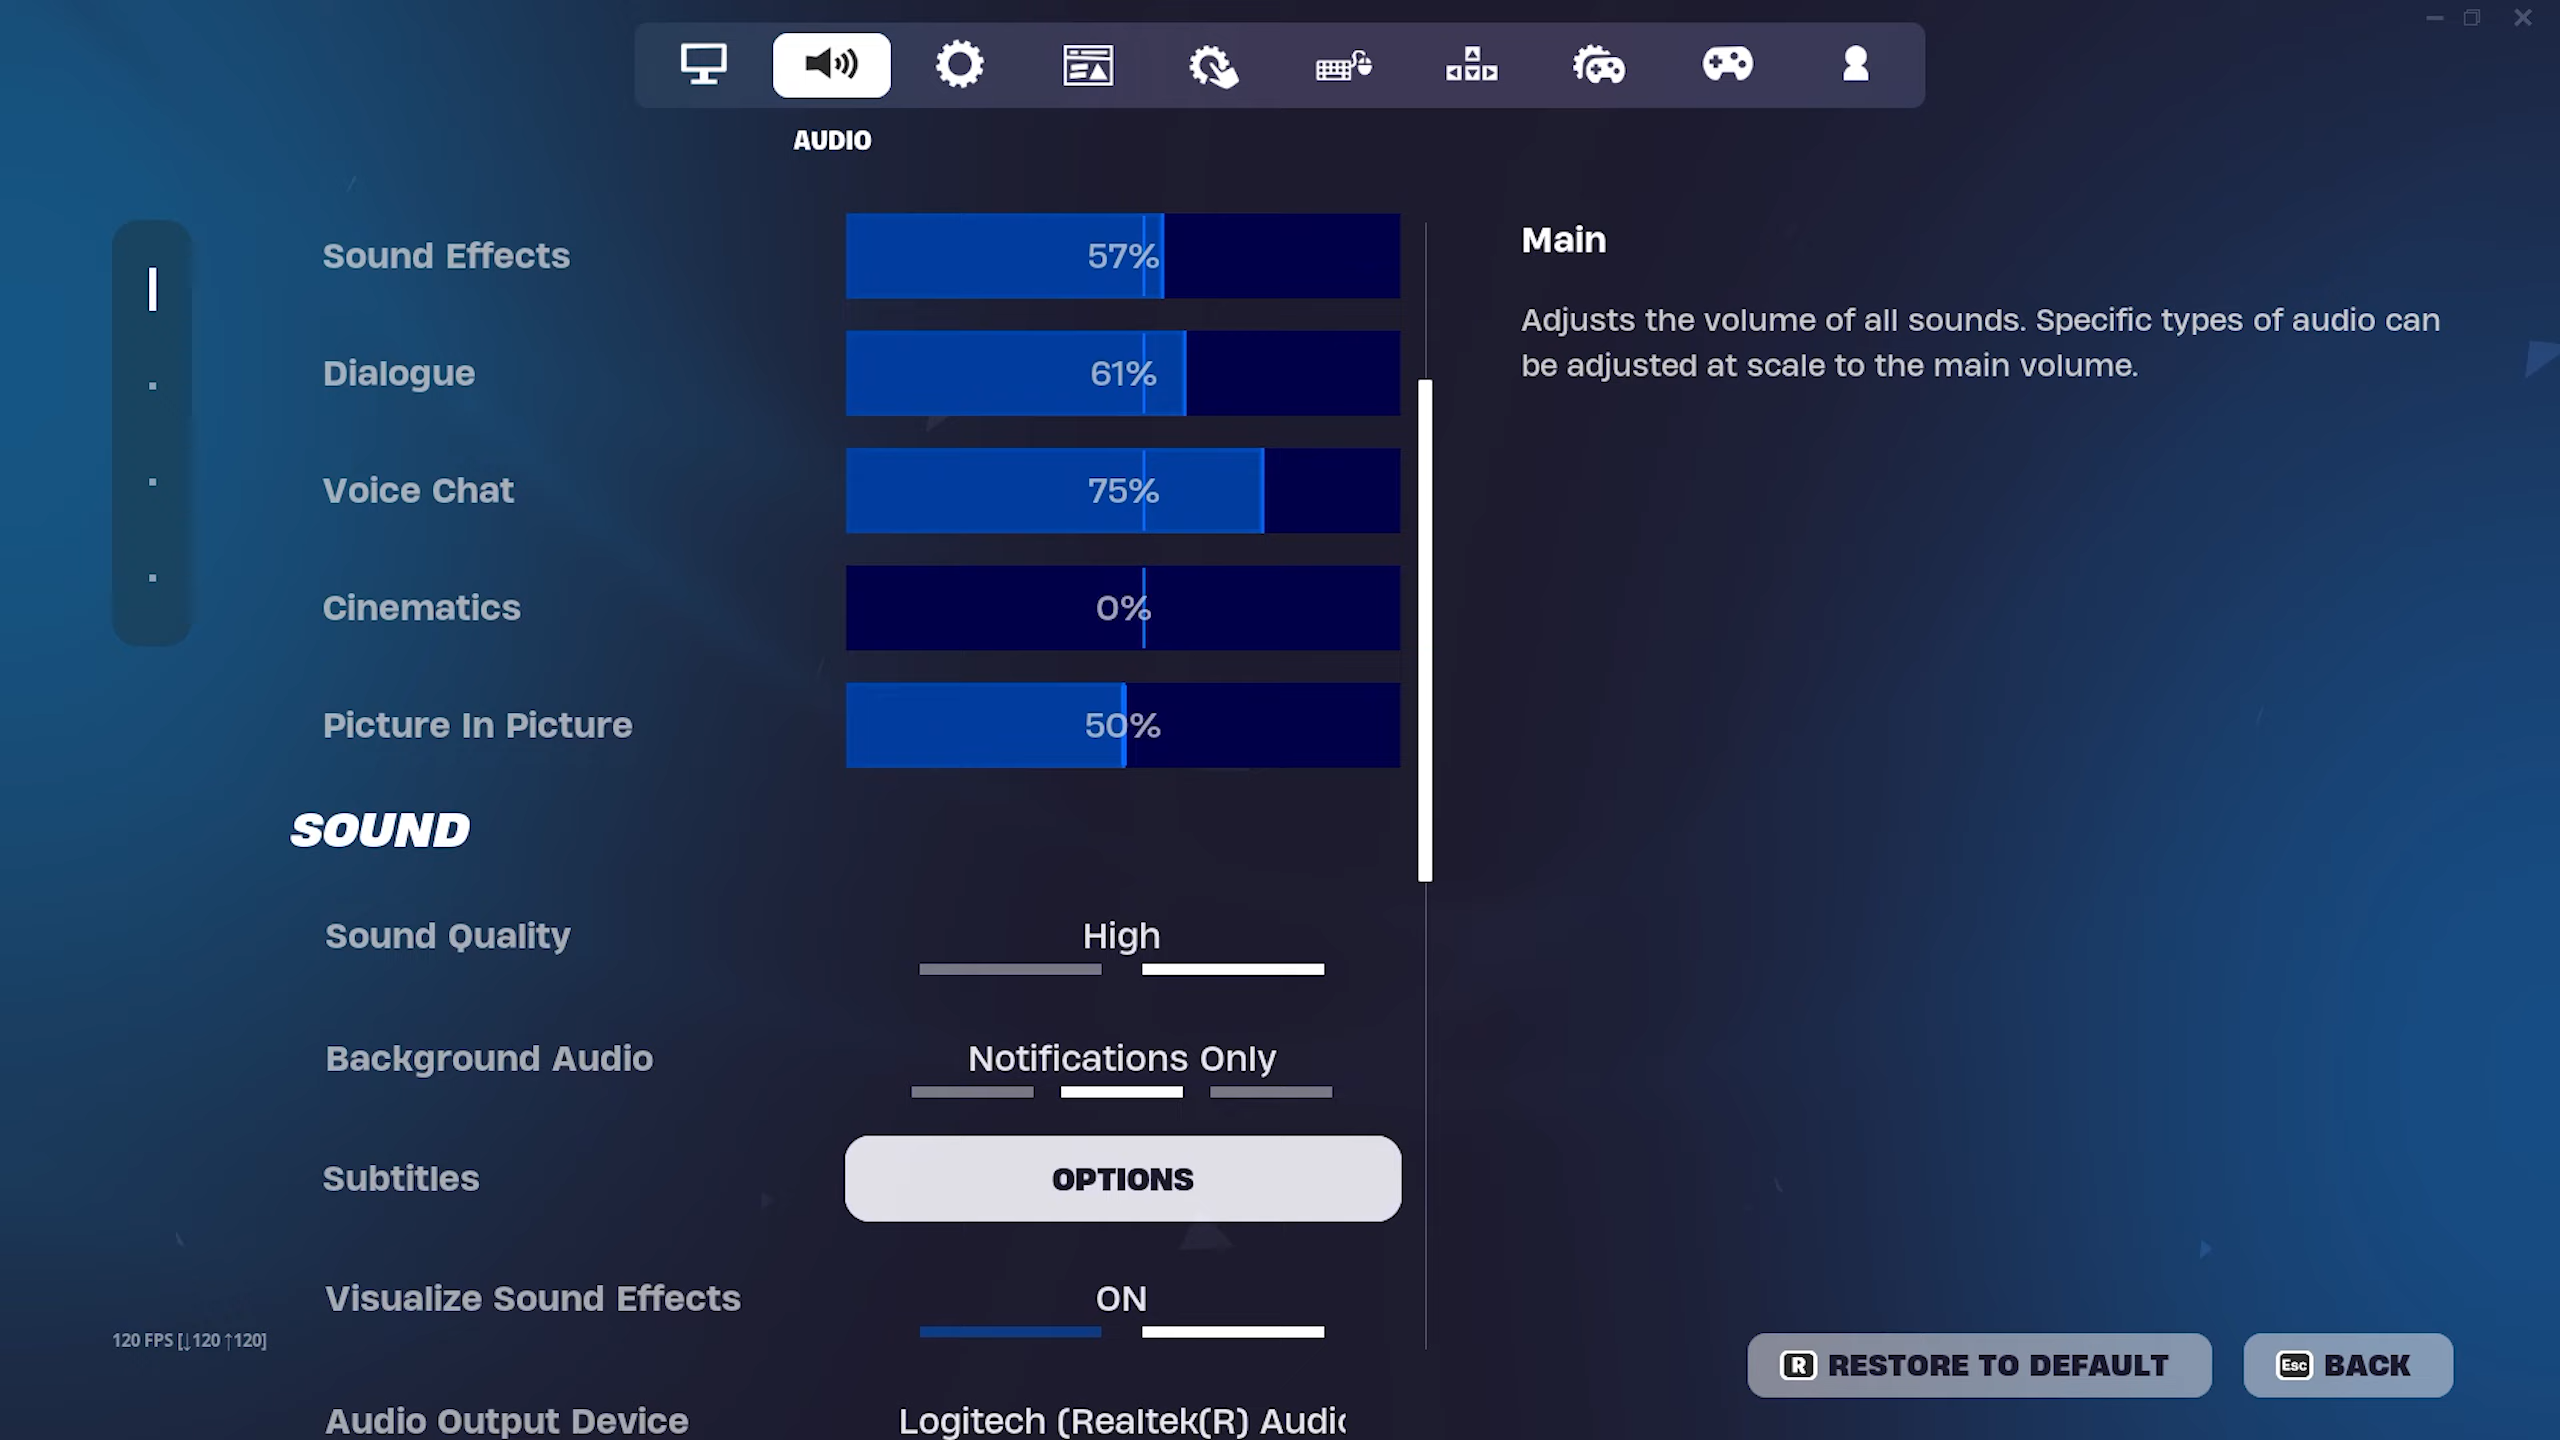 AUDIO
Sound Effects 57%
Dialogue 61%
Voice Chat 75%
Cinematics 0%
Picture In Picture 50%
SOUND
Sound Quality High
Background Audio Notifications Only
Subtitles OPTIONS
Visualize Sound Effects ON
Audio Output Device Logitech (Realtek(R) Audio
Main
Adjusts the volume of all sounds. Specific types of audio can
be adjusted at scale to the main volume.
120 FPS [↓120 ↑120]
R RESTORE TO DEFAULT
Esc BACK